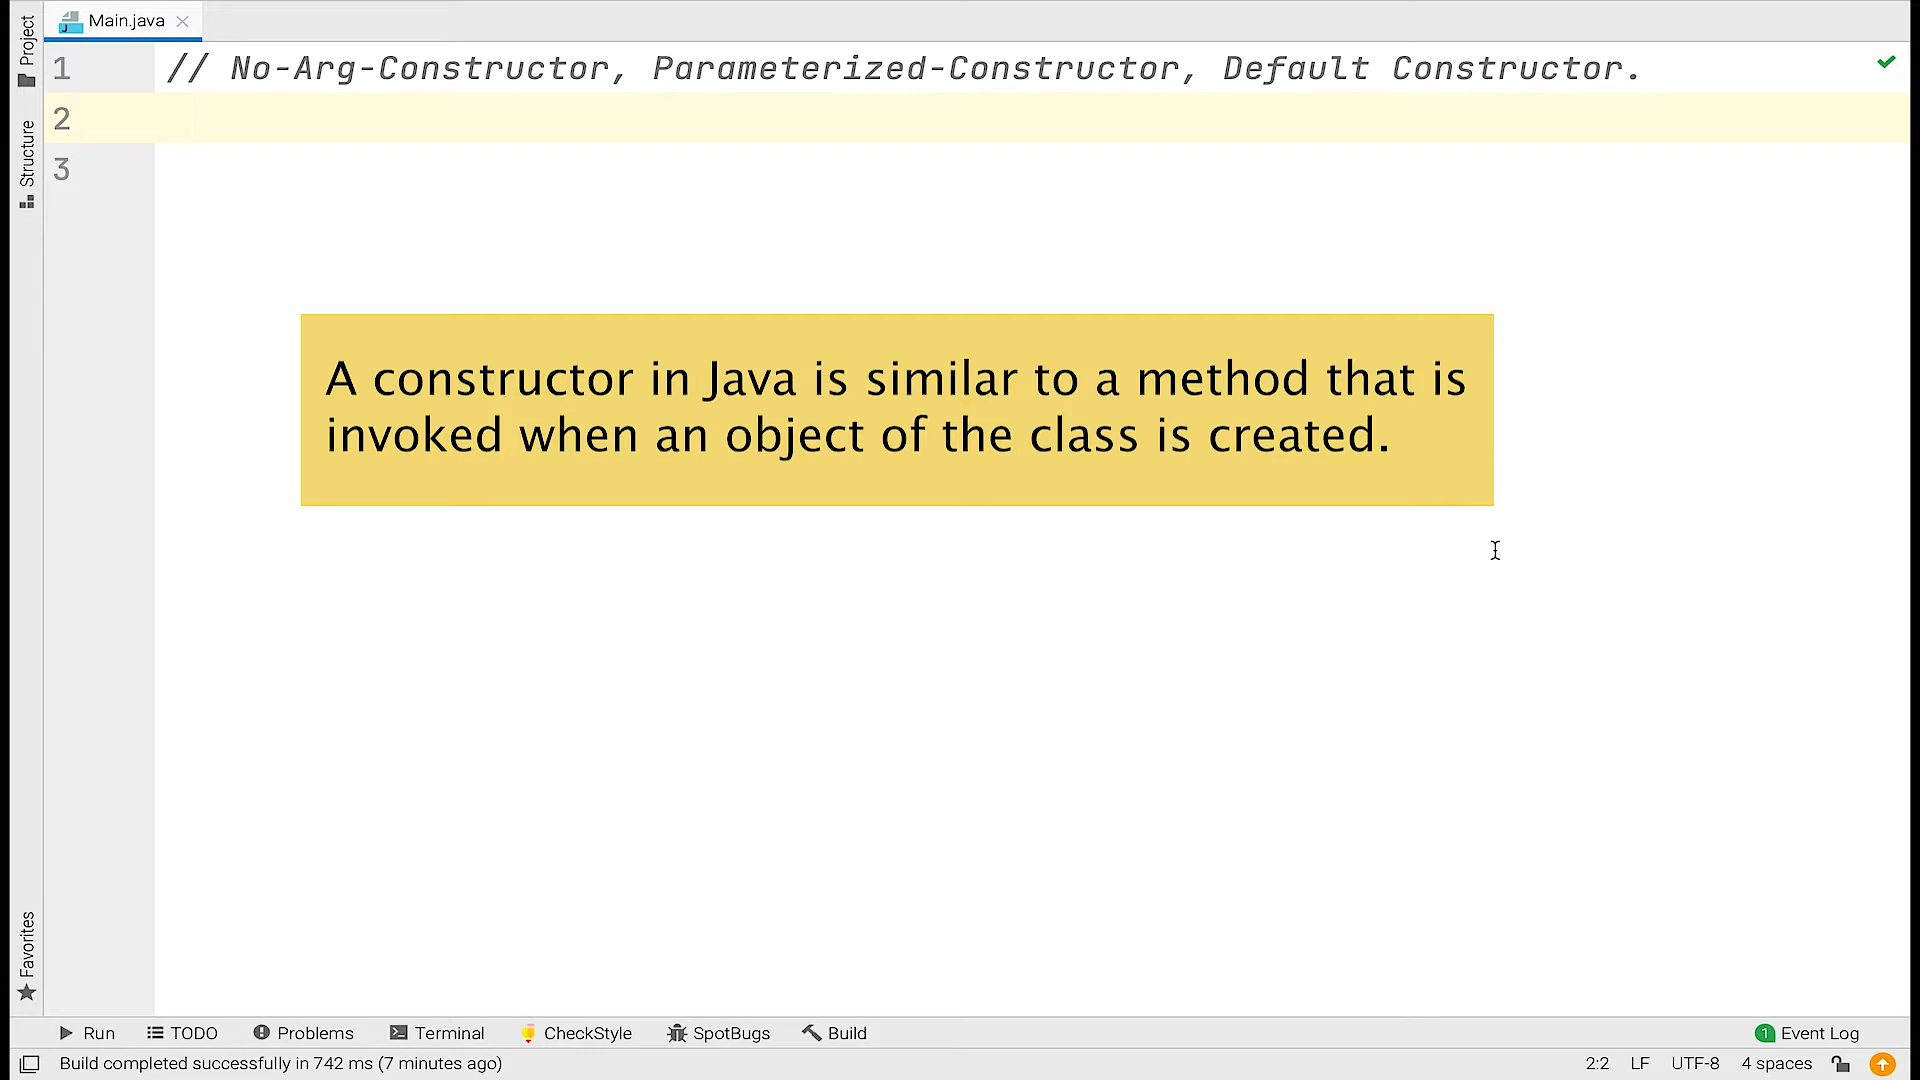 Project
Main.java
1 // No-Arg-Constructor, Parameterized-Constructor, Default Constructor.
2
3
Structure
A constructor in Java is similar to a method that is
invoked when an object of the class is created.
Favorites
Run TODO Problems Terminal CheckStyle SpotBugs Build 1 Event Log
Build completed successfully in 742 ms (7 minutes ago) 2:2 LF UTF-8 4 spaces